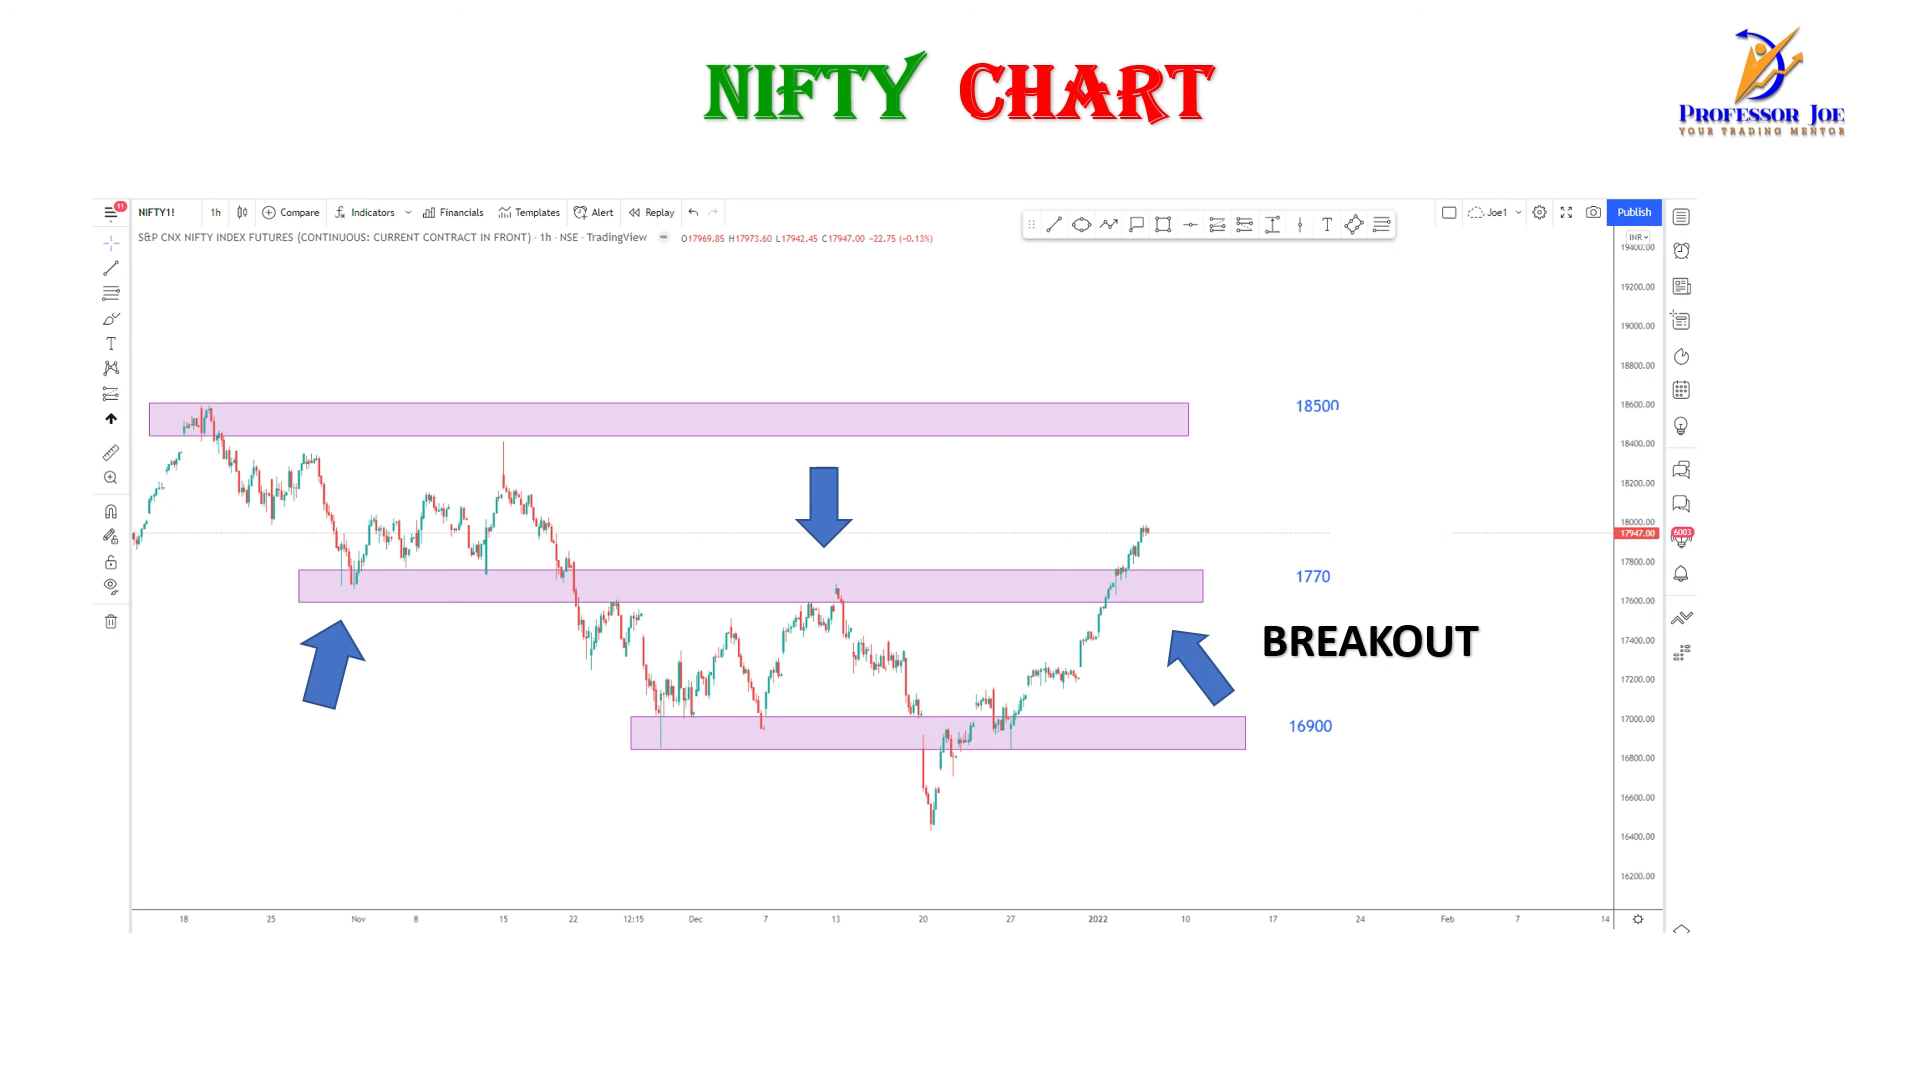 NIFTY CHART
PROFESSOR JOE
YOUR TRADING MENTOR
11
NIFTY1! 1h Compare Indicators Financials Templates Alert Replay Joe1 Publish
S&P CNX NIFTY INDEX FUTURES (CONTINUOUS: CURRENT CONTRACT IN FRONT) · 1h · NSE · TradingView O17969.85 H17973.60 L17942.45 C17947.00 −22.75 (−0.13%)
INR
19400.00
19200.00
19000.00
18800.00
18600.00
18500
18400.00
18200.00
18000.00
17947.00
6003
17800.00
1770
17600.00
BREAKOUT
17400.00
17200.00
17000.00
16900
16800.00
16600.00
16400.00
16200.00
18 25 Nov 8 15 22 12:15 Dec 7 13 20 27 2022 10 17 24 Feb 7 14